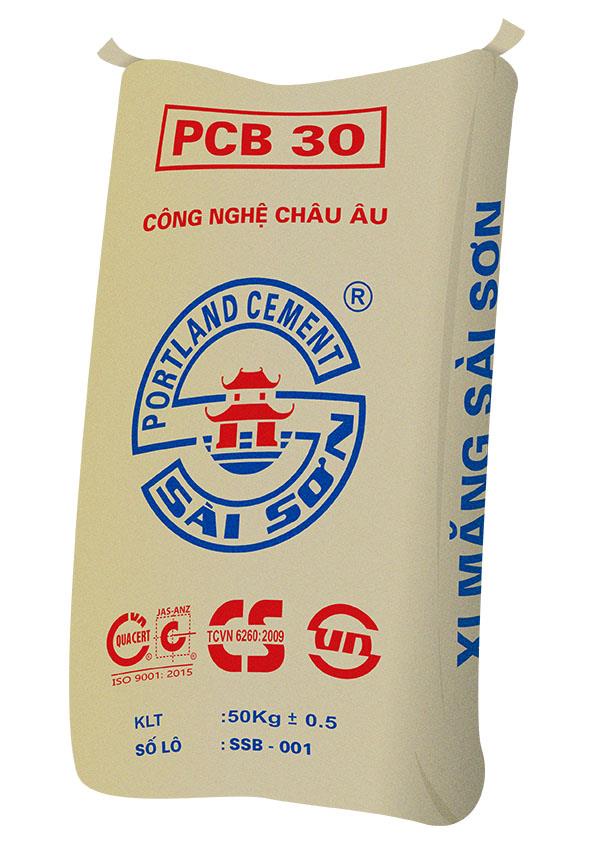 PCB 30
CÔNG NGHỆ CHÂU ÂU
PORTLAND CEMENT
®
SÀI SƠN
XI MĂNG SÀI SƠN
JAS-ANZ
QUACERT
ISO 9001: 2015
TCVN 6260:2009
KLT :50Kg ± 0.5
SỐ LÔ : SSB - 001